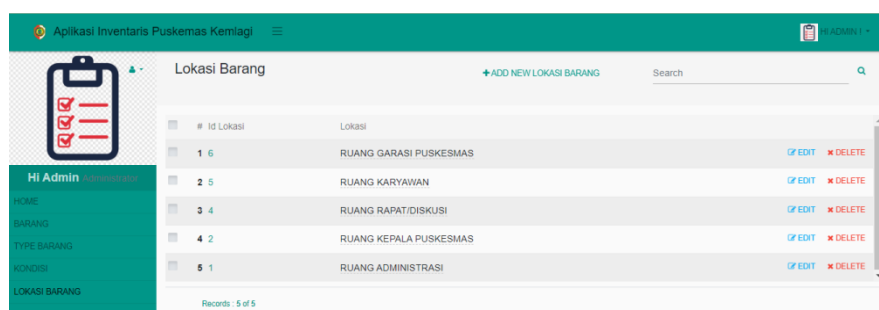 Aplikasi Inventaris Puskemas Kemlagi
HI ADMIN !
Lokasi Barang
+ADD NEW LOKASI BARANG
Search
# Id Lokasi Lokasi
1 6 RUANG GARASI PUSKESMAS EDIT DELETE
2 5 RUANG KARYAWAN EDIT DELETE
3 4 RUANG RAPAT/DISKUSI EDIT DELETE
4 2 RUANG KEPALA PUSKESMAS EDIT DELETE
5 1 RUANG ADMINISTRASI EDIT DELETE
Records : 5 of 5
Hi Admin Administrator
HOME
BARANG
TYPE BARANG
KONDISI
LOKASI BARANG